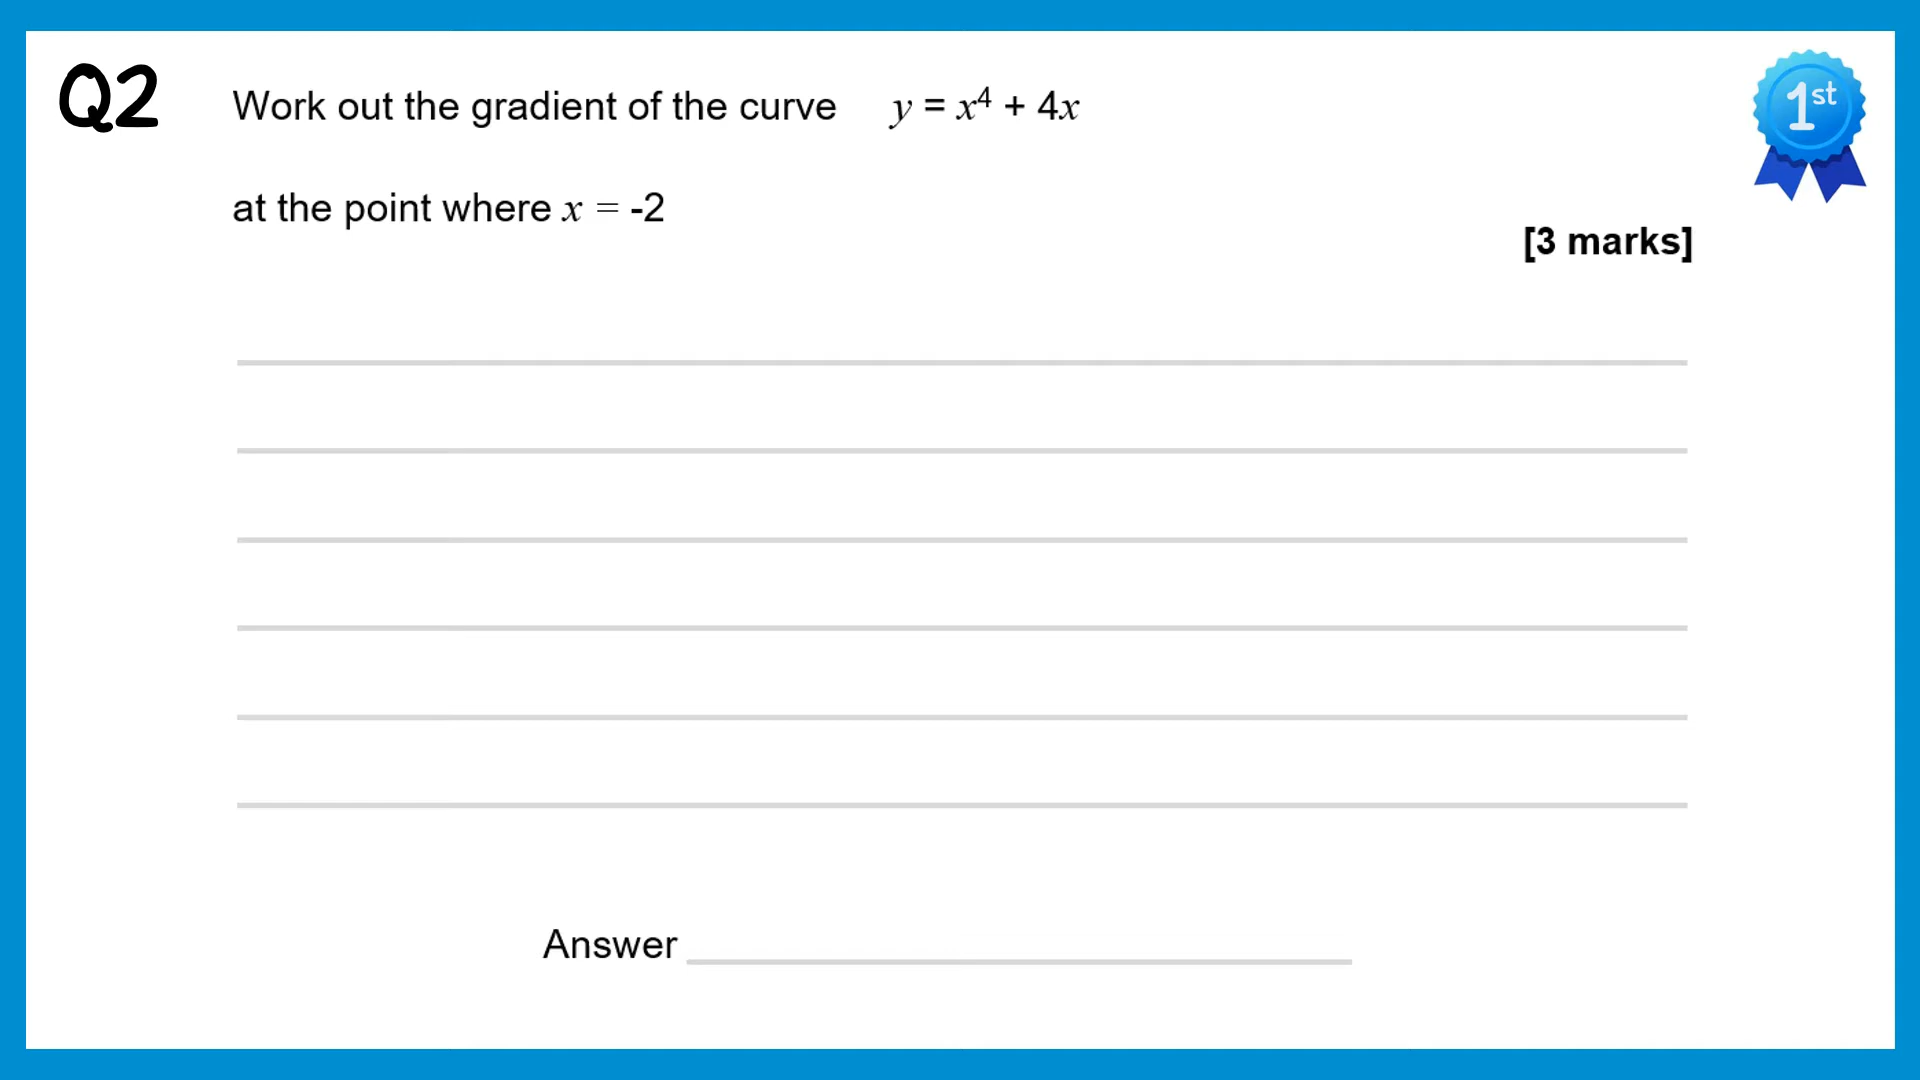 Q2
Work out the gradient of the curve y = x⁴ + 4x
1st
at the point where x = -2
[3 marks]
Answer